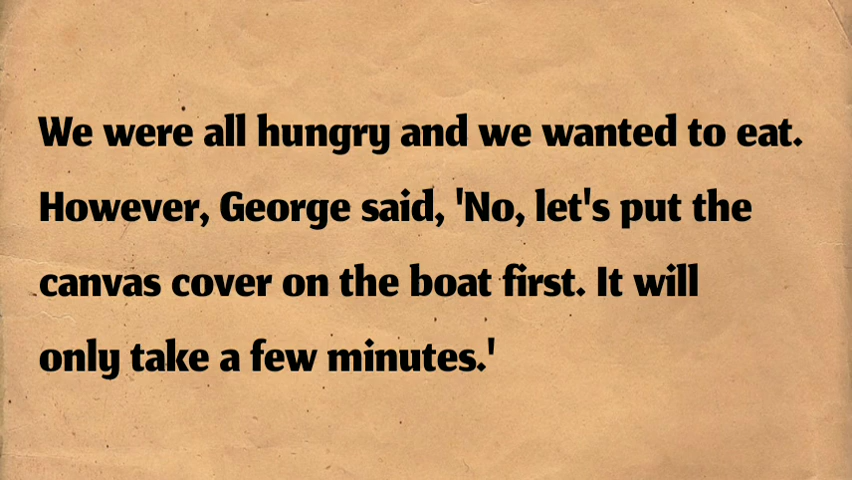 We were all hungry and we wanted to eat.
However, George said, 'No, let's put the
canvas cover on the boat first. It will
only take a few minutes.'